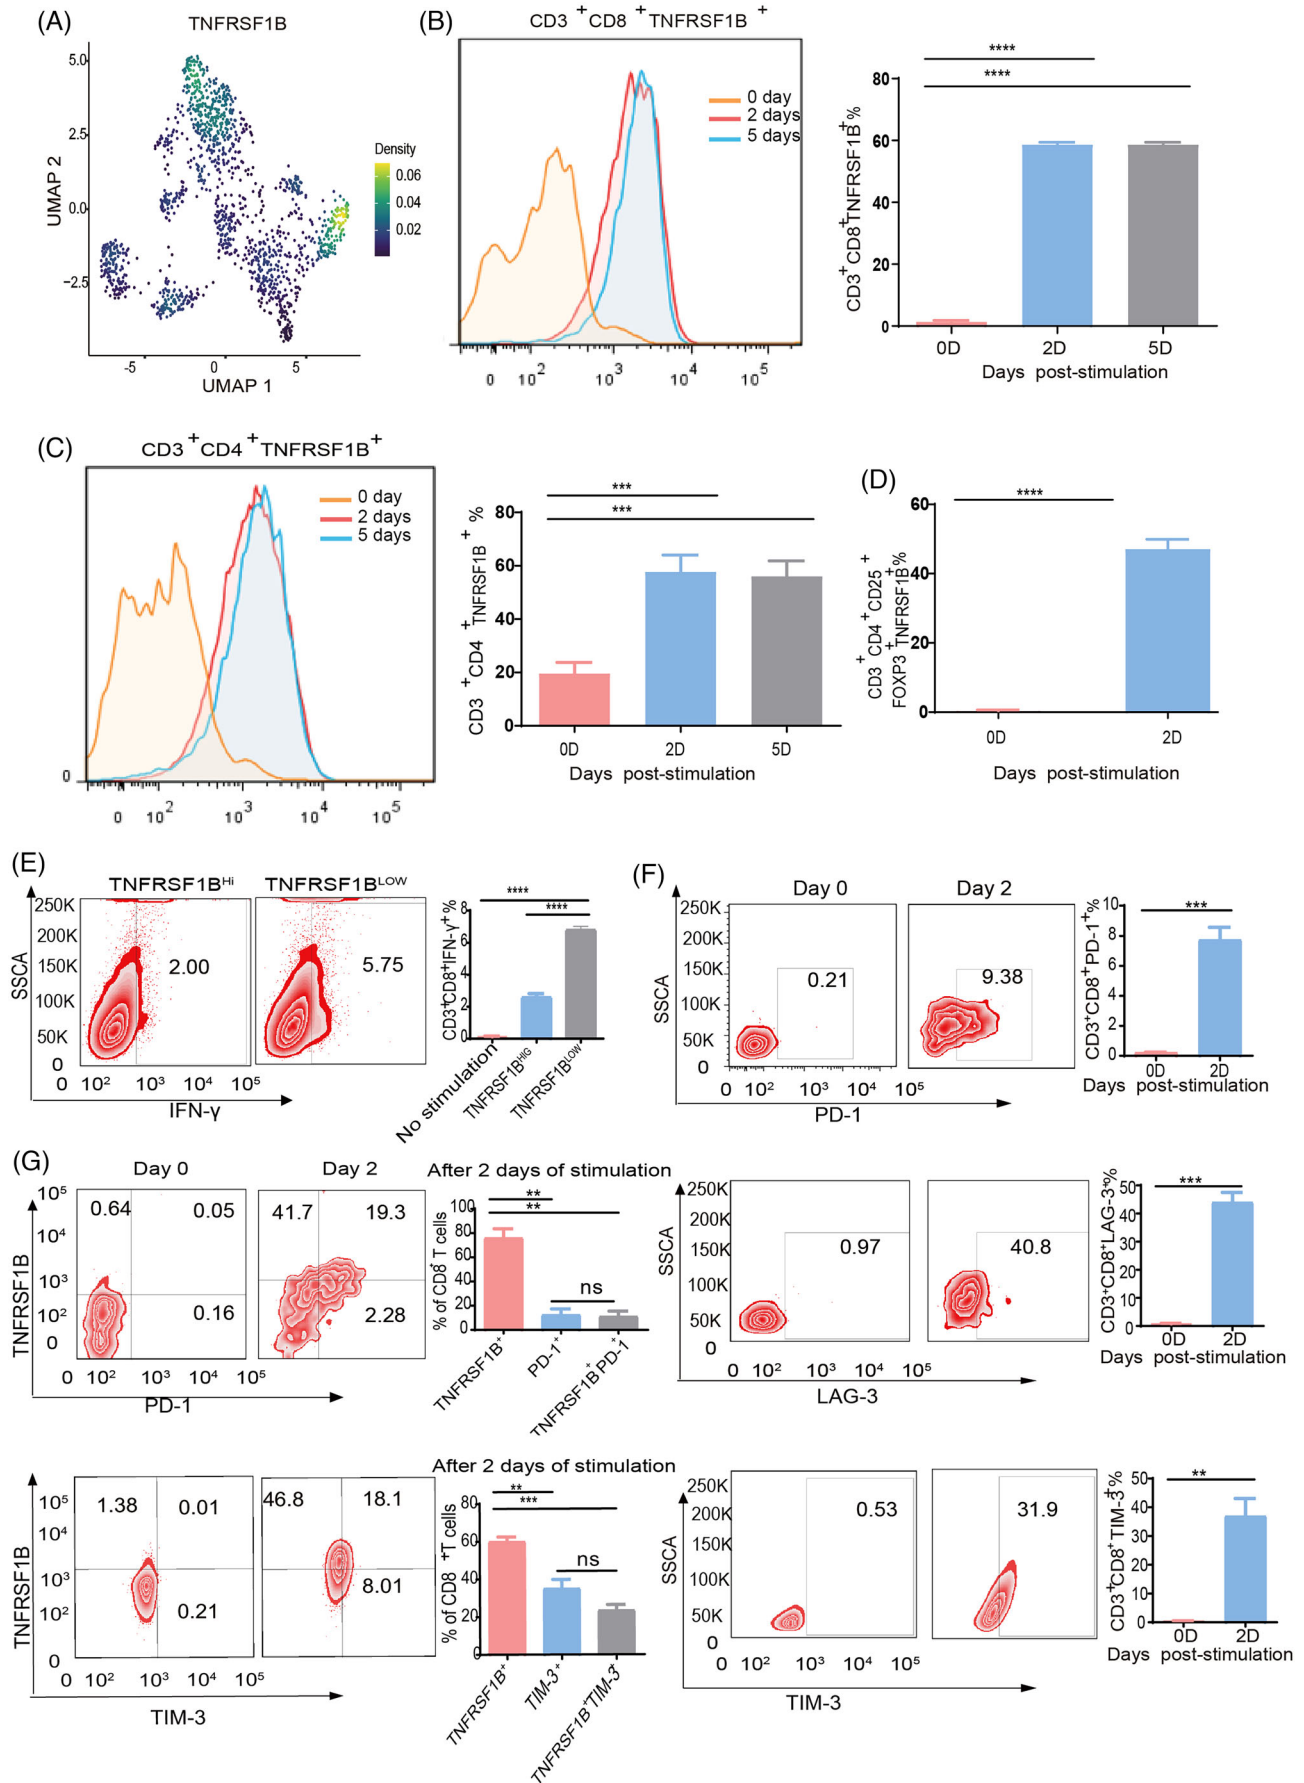 (A)
TNFRSF1B
5.0
2.5
0.0
−2.5
UMAP 2
-5
0
5
UMAP 1
Density
0.06
0.04
0.02
(B)
CD3 + CD8 + TNFRSF1B +
0 day
2 days
5 days
0 10² 10³ 10⁴ 10⁵
****
****
CD3+CD8+TNFRSF1B+%
80
60
40
20
0
0D 2D 5D
Days post-stimulation
(C)
CD3 + CD4 + TNFRSF1B +
0 day
2 days
5 days
0
0 10² 10³ 10⁴ 10⁵
***
***
CD3 +CD4 +TNFRSF1B + %
80
60
40
20
0
0D 2D 5D
Days post-stimulation
(D)
****
CD3+CD4+CD25+
FOXP3+TNFRSF1B+%
60
40
20
0
0D 2D
Days post-stimulation
(E)
TNFRSF1BHi TNFRSF1BLOW
SSCA
250K
200K
150K
100K
50K
0
2.00
5.75
0 10² 10³ 10⁴ 10⁵
IFN-γ
****
****
CD3+CD8+IFN-γ+%
8
6
4
2
0
No stimulation
TNFRSF1BHIG
TNFRSF1BLOW
(F)
Day 0 Day 2
SSCA
250K
200K
150K
100K
50K
0
0.21
9.38
0 10² 10³ 10⁴ 10⁵
PD-1
***
CD3+CD8+PD-1+%
10
8
6
4
2
0
0D 2D
Days post-stimulation
(G)
Day 0 Day 2
TNFRSF1B
10⁵
10⁴
10³
10²
0
0.64 0.05
0.16
41.7 19.3
2.28
0 10² 10³ 10⁴ 10⁵
PD-1
After 2 days of stimulation
**
**
ns
% of CD8+ T cells
100
80
60
40
20
0
TNFRSF1B+
PD-1+
TNFRSF1B+PD-1+
SSCA
250K
200K
150K
100K
50K
0
0.97
40.8
0 10² 10³ 10⁴ 10⁵
LAG-3
***
CD3+CD8+LAG-3+%
50
40
30
20
10
0
0D 2D
Days post-stimulation
TNFRSF1B
10⁵
10⁴
10³
10²
0
1.38 0.01
0.21
46.8 18.1
8.01
0 10² 10³ 10⁴ 10⁵
TIM-3
After 2 days of stimulation
**
***
ns
% of CD8 +T cells
80
60
40
20
0
TNFRSF1B+
TIM-3+
TNFRSF1B+TIM-3+
SSCA
250K
200K
150K
100K
50K
0
0.53
31.9
0 10² 10³ 10⁴ 10⁵
TIM-3
**
CD3+CD8+TIM-3+%
50
40
30
20
10
0
0D 2D
Days post-stimulation